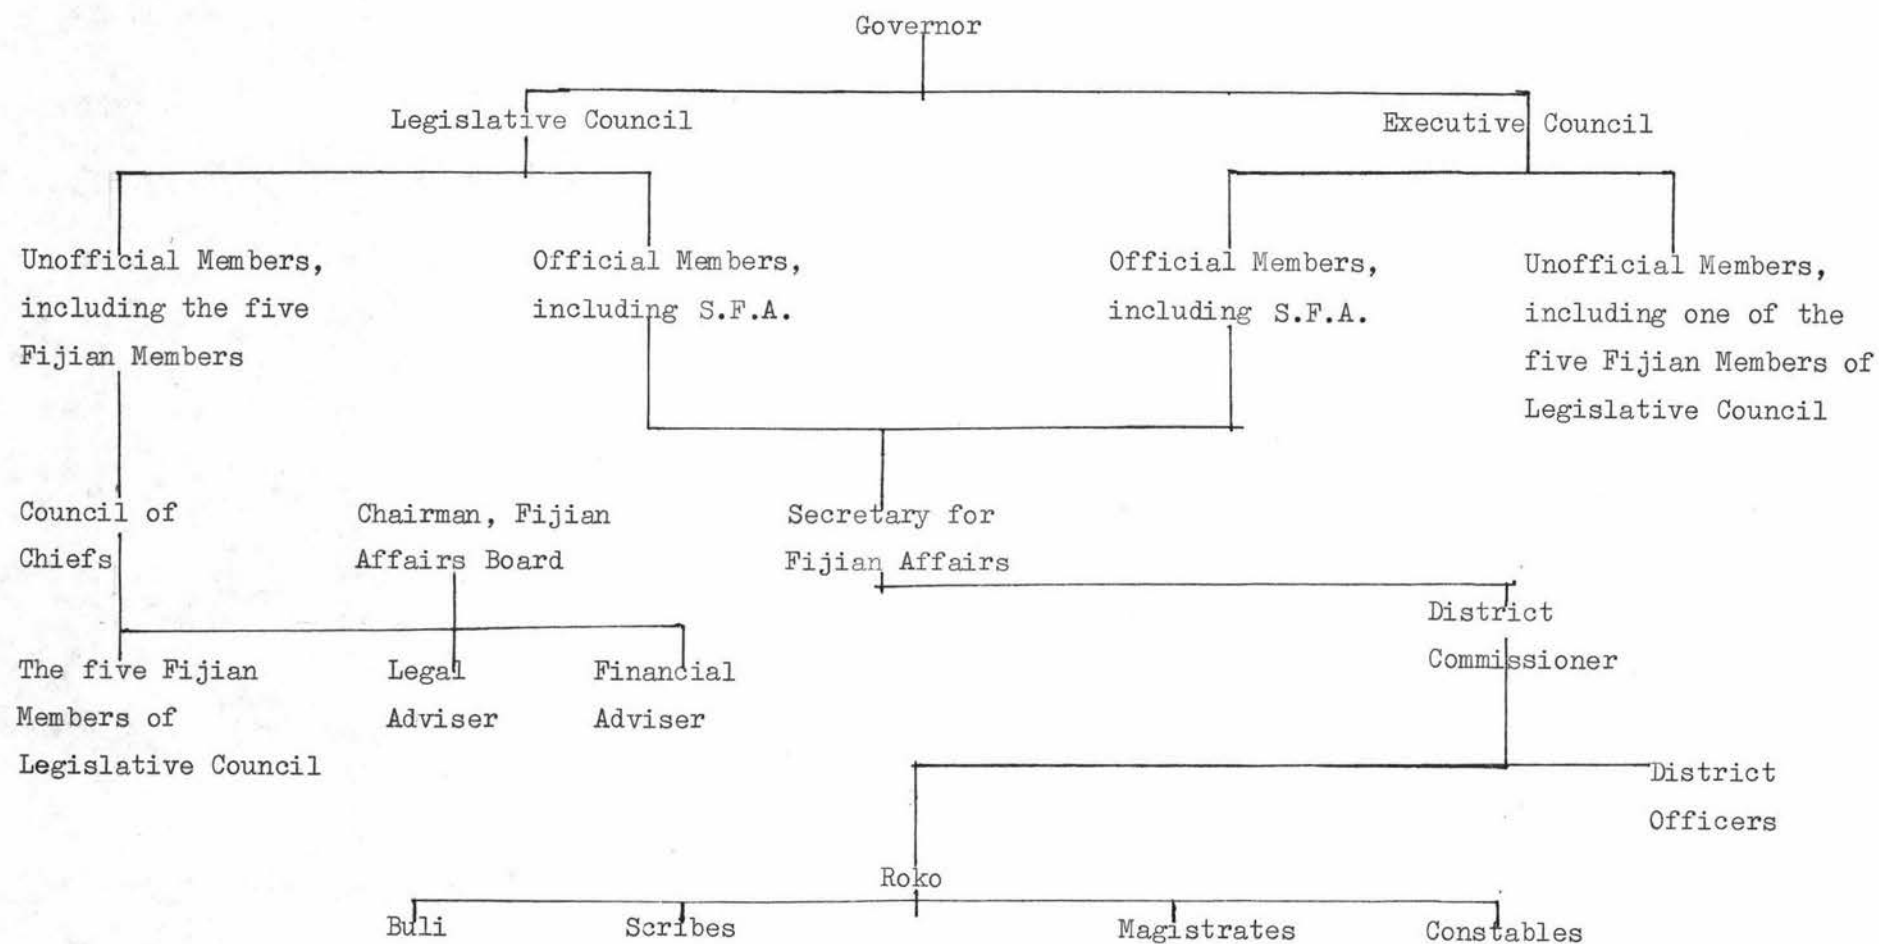 Governor
Legislative Council
Executive Council
Unofficial Members,
including the five
Fijian Members
Official Members,
including S.F.A.
Official Members,
including S.F.A.
Unofficial Members,
including one of the
five Fijian Members of
Legislative Council
Council of
Chiefs
Chairman, Fijian
Affairs Board
Secretary for
Fijian Affairs
District
Commissioner
The five Fijian
Members of
Legislative Council
Legal
Adviser
Financial
Adviser
District
Officers
Roko
Buli
Scribes
Magistrates
Constables